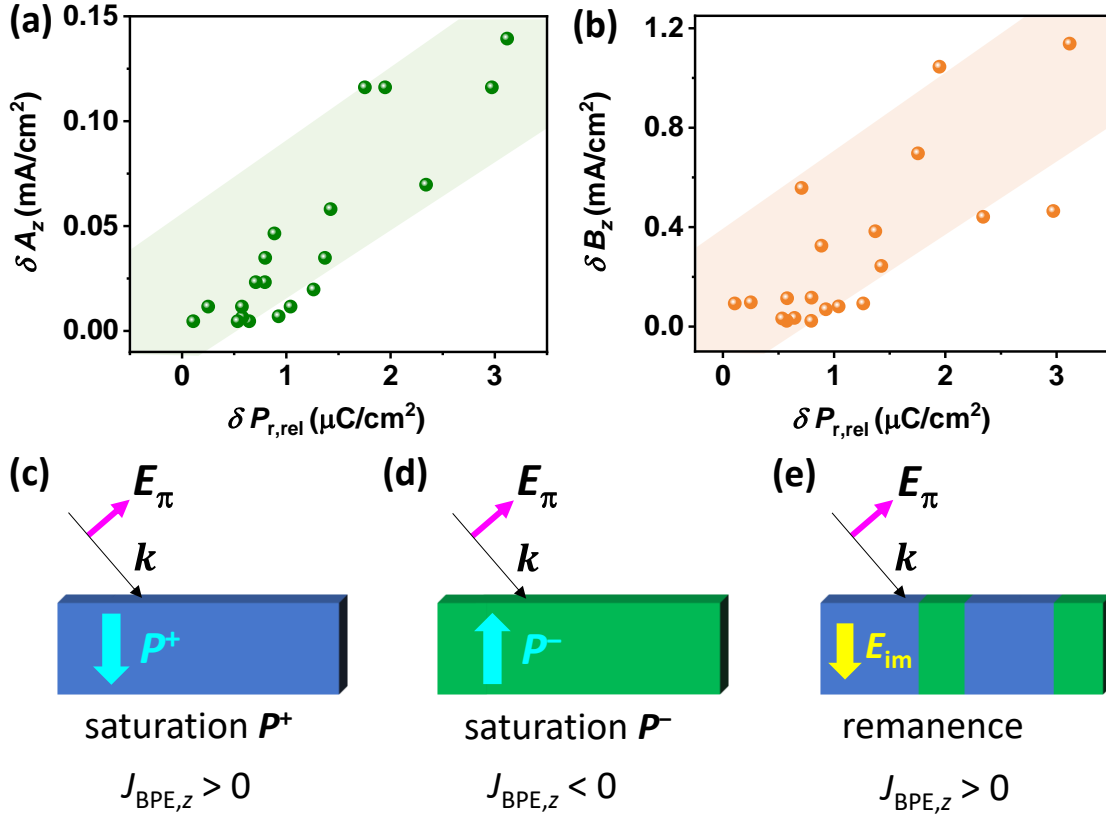 (a)
0.15
0.10
0.05
0.00
δ A_z (mA/cm²)
0 1 2 3
δ P_r,rel (μC/cm²)
(b)
1.2
0.8
0.4
0.0
δ B_z (mA/cm²)
0 1 2 3
δ P_r,rel (μC/cm²)
(c)
E_π
k
P⁺
saturation P⁺
J_BPE,z > 0
(d)
E_π
k
P⁻
saturation P⁻
J_BPE,z < 0
(e)
E_π
k
E_im
remanence
J_BPE,z > 0